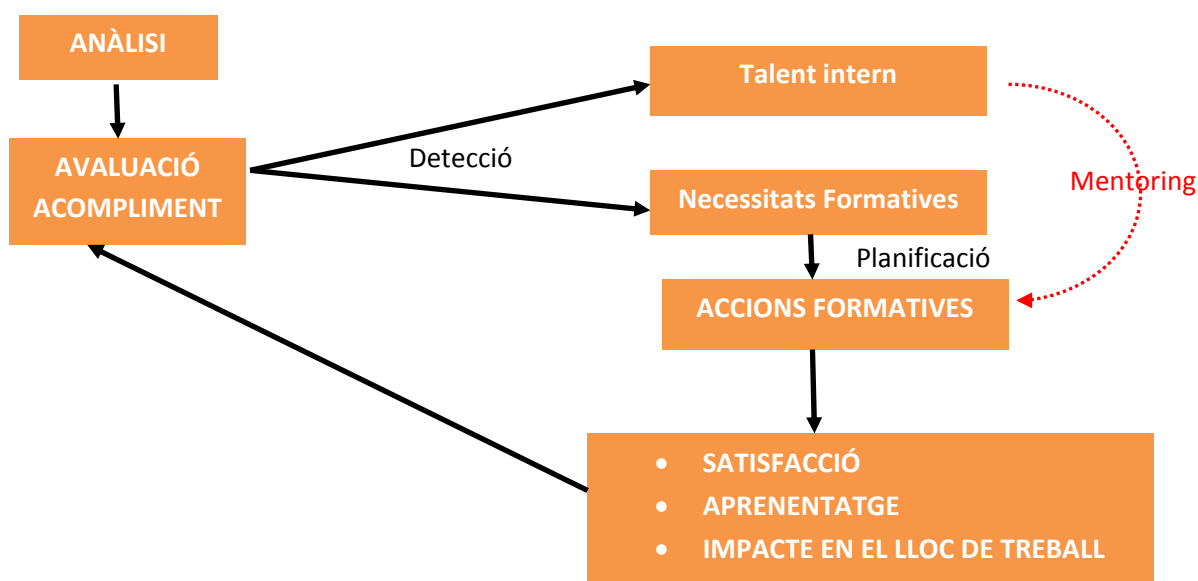 ANÀLISI
Talent intern
AVALUACIÓ
ACOMPLIMENT
Detecció
Mentoring
Necessitats Formatives
Planificació
ACCIONS FORMATIVES
• SATISFACCIÓ
• APRENENTATGE
• IMPACTE EN EL LLOC DE TREBALL